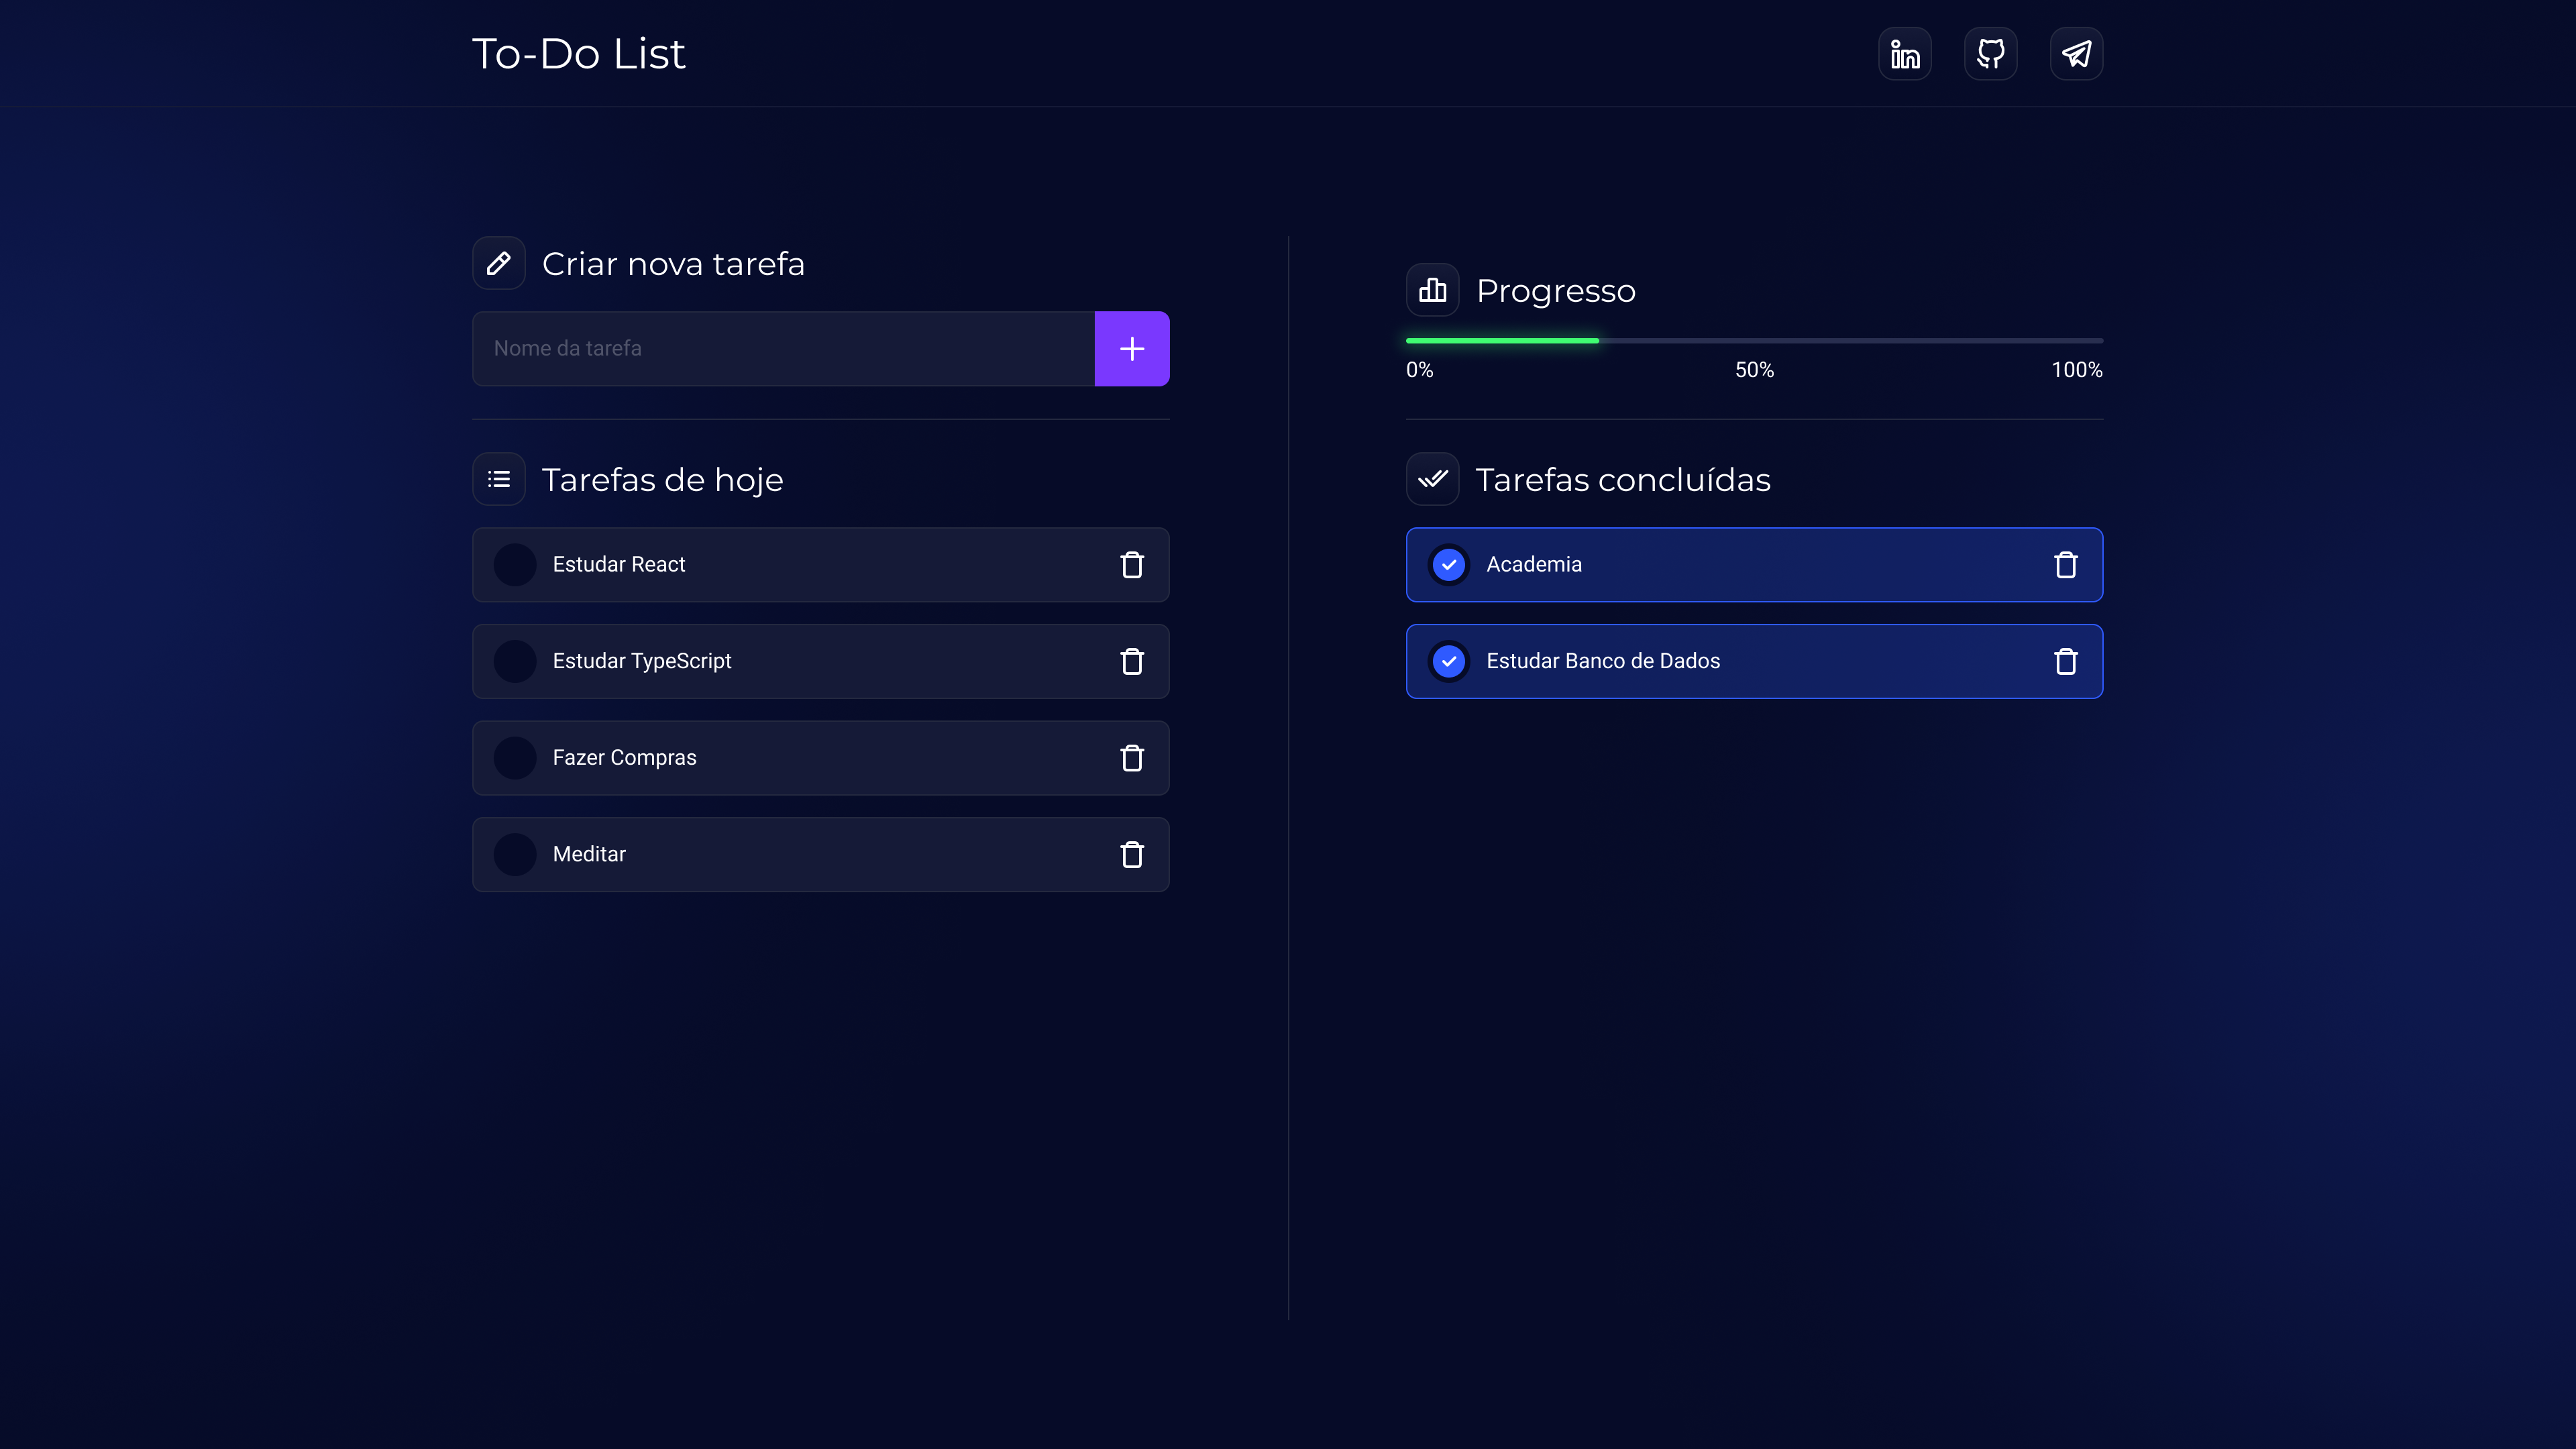 To-Do List
Criar nova tarefa
Nome da tarefa
Tarefas de hoje
Estudar React
Estudar TypeScript
Fazer Compras
Meditar
Progresso
0% 50% 100%
Tarefas concluídas
Academia
Estudar Banco de Dados